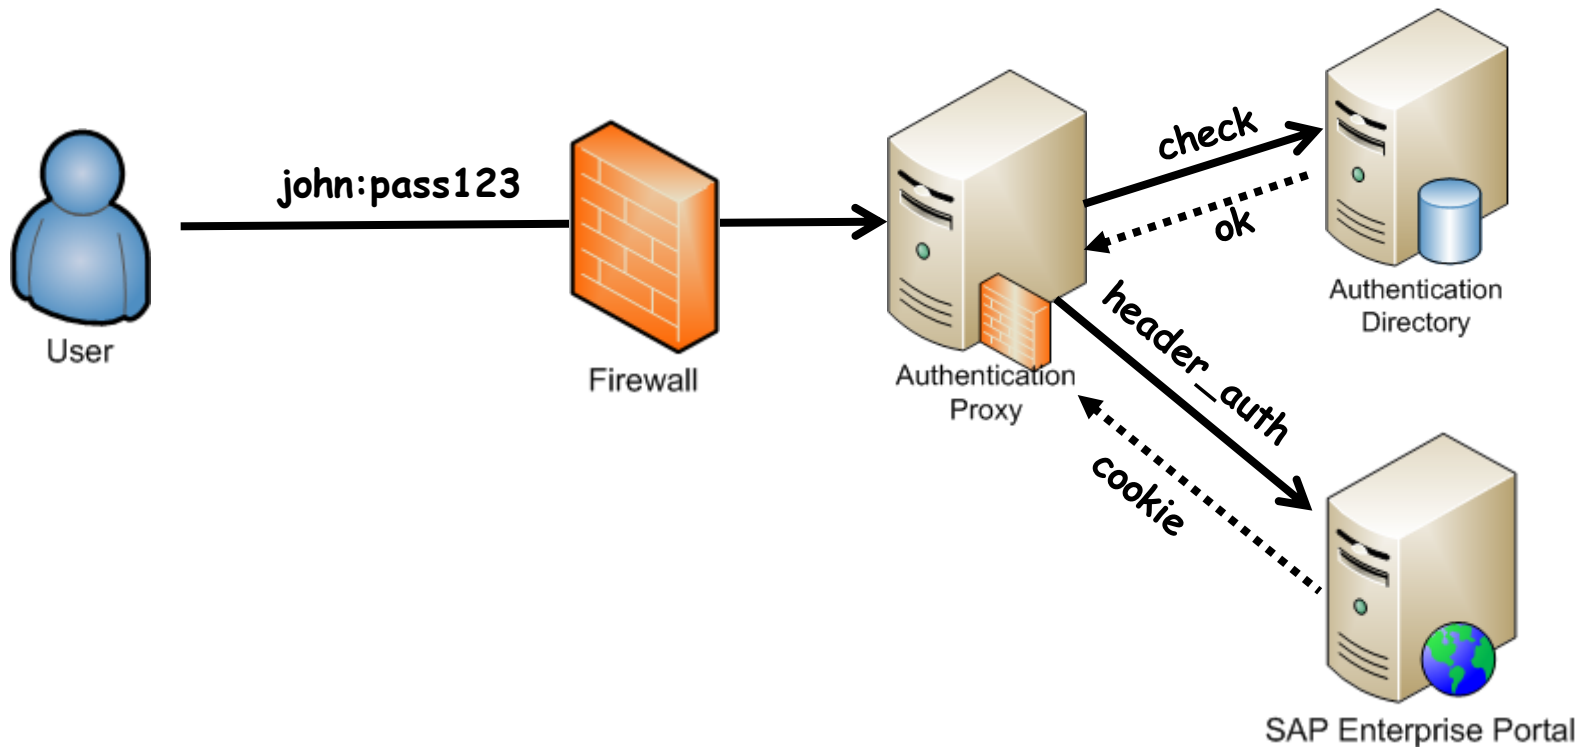 john:pass123
User
Firewall
Authentication
Proxy
check
ok
Authentication
Directory
header_auth
cookie
SAP Enterprise Portal